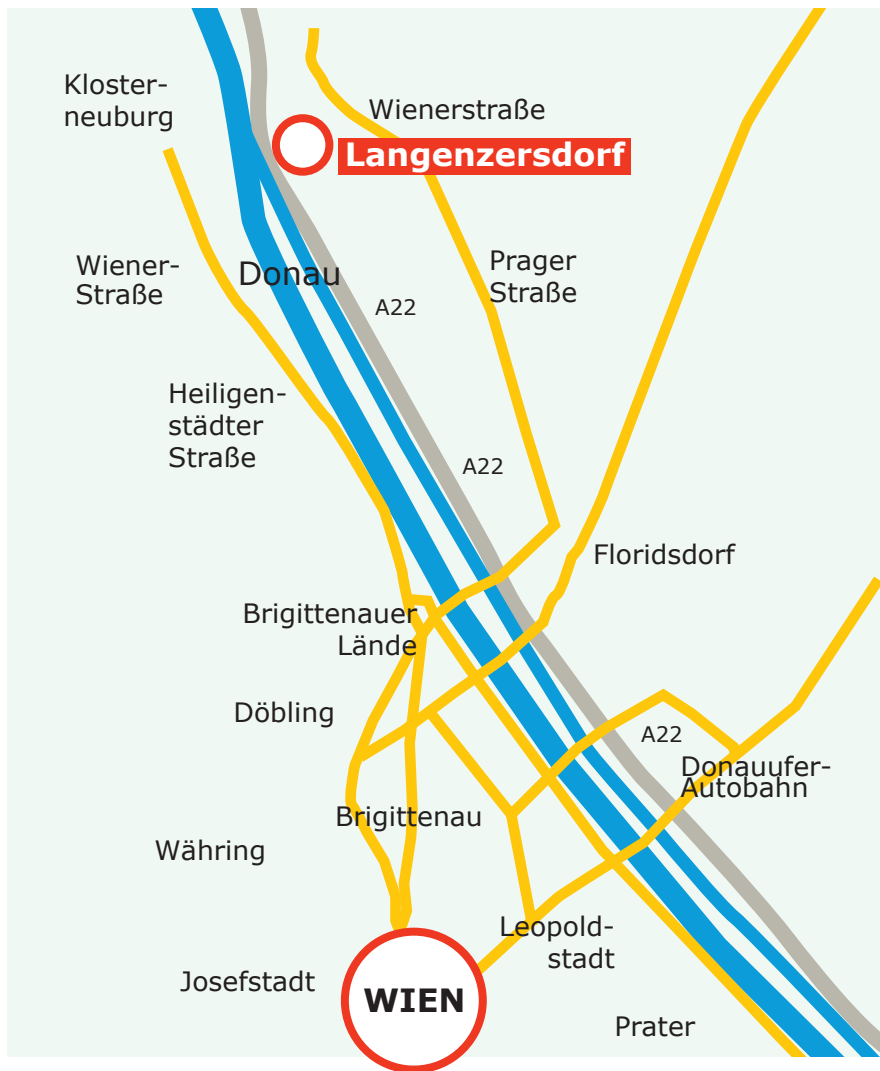 Kloster-
neuburg
Wienerstraße
Langenzersdorf
Wiener-
Straße
Donau
Prager
Straße
A22
Heiligen-
städter
Straße
A22
Floridsdorf
Brigittenauer
Lände
Döbling
A22
Donauufer-
Autobahn
Brigittenau
Währing
Leopold-
stadt
Josefstadt
WIEN
Prater